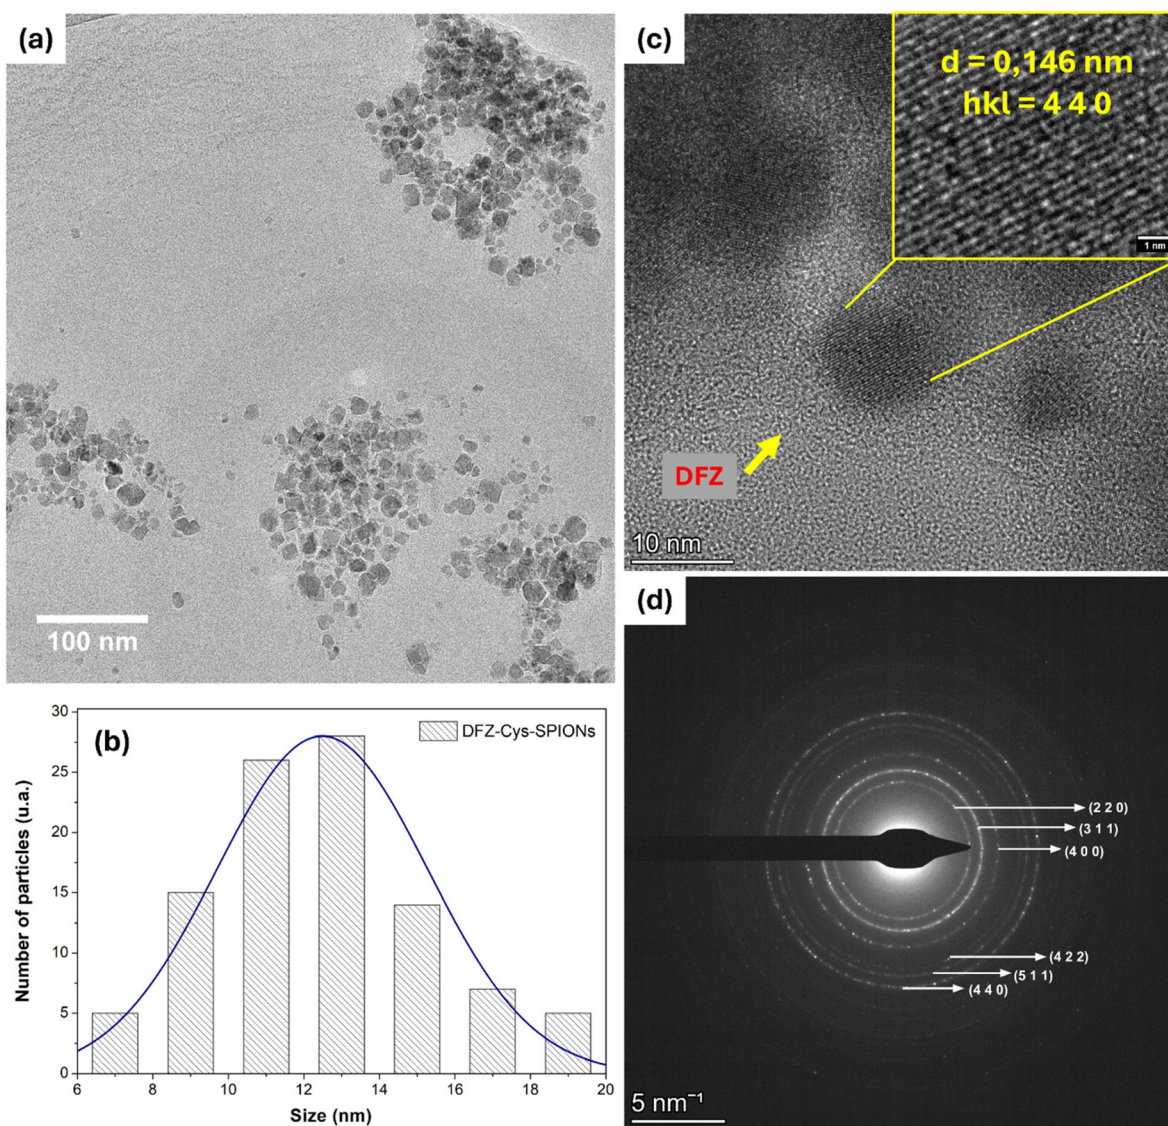 (a)
100 nm
(b)
DFZ-Cys-SPIONs
Number of particles (u.a.)
30
25
20
15
10
5
0
6 8 10 12 14 16 18 20
Size (nm)
(c)
d = 0,146 nm
hkl = 4 4 0
1 nm
DFZ
10 nm
(d)
(2 2 0)
(3 1 1)
(4 0 0)
(4 2 2)
(5 1 1)
(4 4 0)
5 nm⁻¹